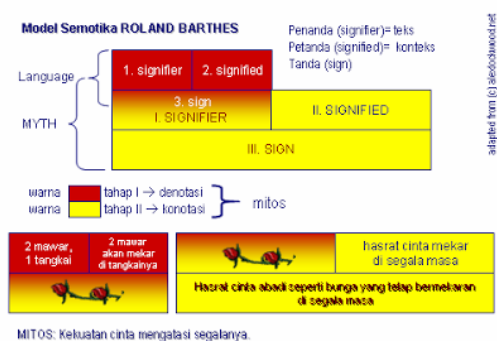 Model Semotika ROLAND BARTHES
Penanda (signifier)= teks
Petanda (signified)= konteks
Tanda (sign)
adapted from (c) aledockwood.net
Language
MYTH
1. signifier
2. signified
3. sign
I. SIGNIFIER
II. SIGNIFIED
III. SIGN
warna tahap I → denotasi
warna tahap II → konotasi
mitos
2 mawar,
1 tangkai
2 mawar
akan mekar
di tangkainya
hasrat cinta mekar
di segala masa
Hasrat cinta abadi seperti bunga yang tetap bermekaran
di segala masa
MITOS: Kekuatan cinta mengatasi segalanya.